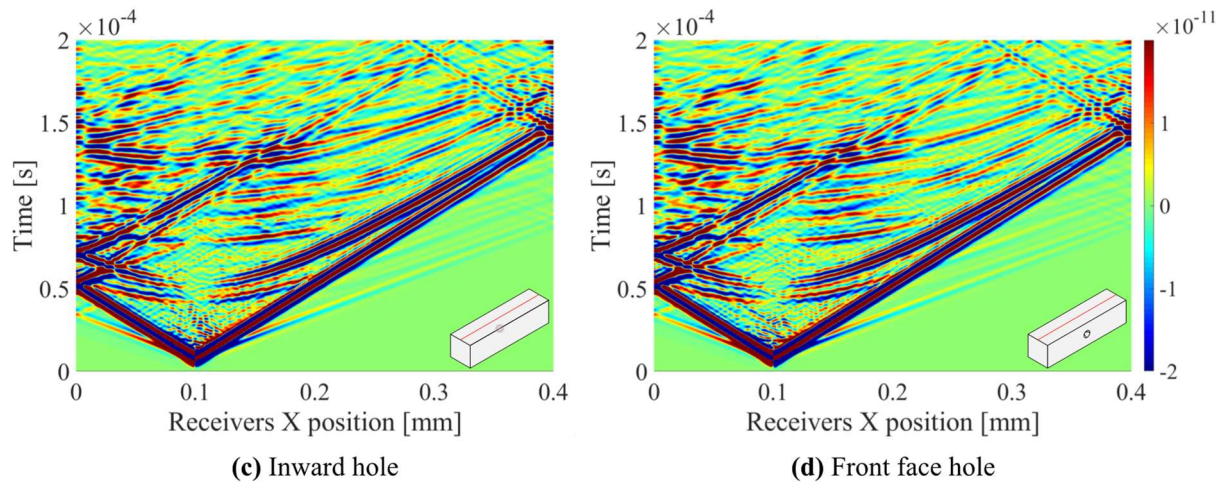 ×10⁻⁴
2
1.5
1
0.5
0
Time [s]
0 0.1 0.2 0.3 0.4
Receivers X position [mm]
(c) Inward hole
×10⁻⁴
2
1.5
1
0.5
0
Time [s]
0 0.1 0.2 0.3 0.4
Receivers X position [mm]
(d) Front face hole
×10⁻¹¹
1
0
-1
-2